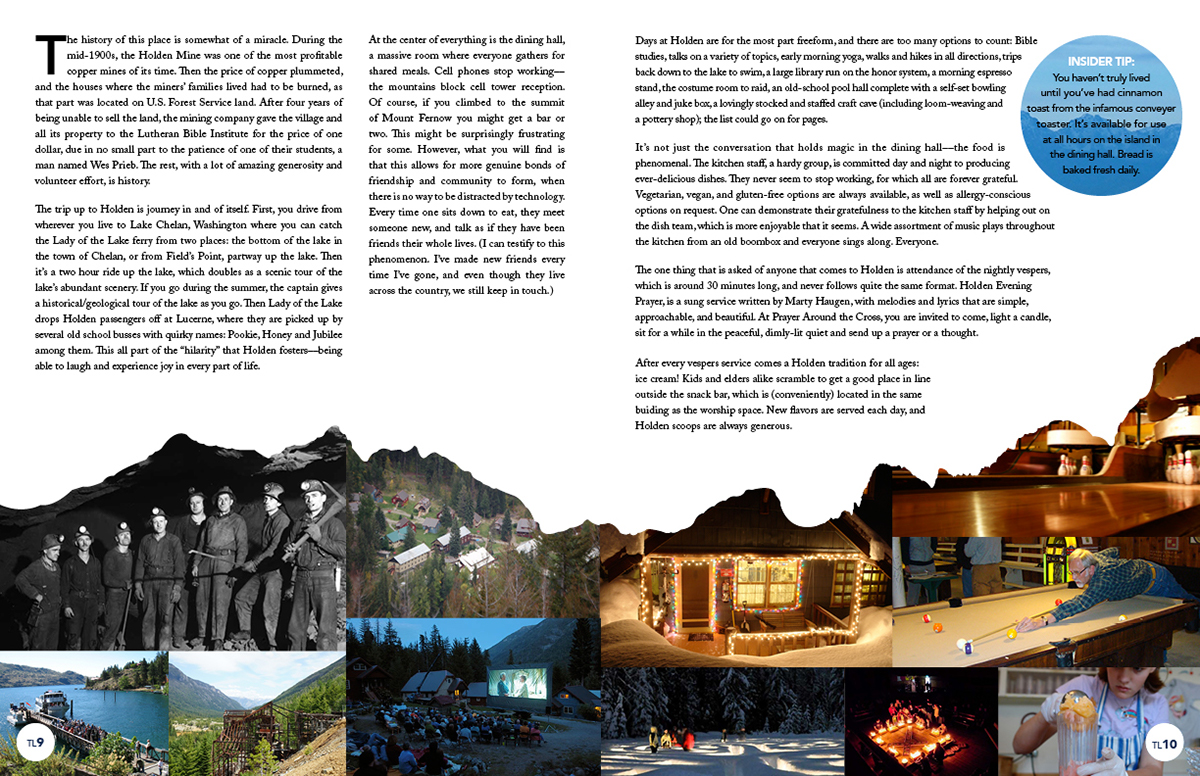 The history of this place is somewhat of a miracle. During the
mid-1900s, the Holden Mine was one of the most profitable
copper mines of its time. Then the price of copper plummeted,
and the houses where the miners' families lived had to be burned, as
that part was located on U.S. Forest Service land. After four years of
being unable to sell the land, the mining company gave the village and
all its property to the Lutheran Bible Institute for the price of one
dollar, due in no small part to the patience of one of their students, a
man named Wes Prieb. The rest, with a lot of amazing generosity and
volunteer effort, is history.
The trip up to Holden is journey in and of itself. First, you drive from
wherever you live to Lake Chelan, Washington where you can catch
the Lady of the Lake ferry from two places: the bottom of the lake in
the town of Chelan, or from Field's Point, partway up the lake. Then
it's a two hour ride up the lake, which doubles as a scenic tour of the
lake's abundant scenery. If you go during the summer, the captain gives
a historical/geological tour of the lake as you go. Then Lady of the Lake
drops Holden passengers off at Lucerne, where they are picked up by
several old school busses with quirky names: Pookie, Honey and Jubilee
among them. This all part of the "hilarity" that Holden fosters—being
able to laugh and experience joy in every part of life.
At the center of everything is the dining hall,
a massive room where everyone gathers for
shared meals. Cell phones stop working—
the mountains block cell tower reception.
Of course, if you climbed to the summit
of Mount Fernow you might get a bar or
two. This might be surprisingly frustrating
for some. However, what you will find is
that this allows for more genuine bonds of
friendship and community to form, when
there is no way to be distracted by technology.
Every time one sits down to eat, they meet
someone new, and talk as if they have been
friends their whole lives. (I can testify to this
phenomenon. I've made new friends every
time I've gone, and even though they live
across the country, we still keep in touch.)
Days at Holden are for the most part freeform, and there are too many options to count: Bible
studies, talks on a variety of topics, early morning yoga, walks and hikes in all directions, trips
back down to the lake to swim, a large library run on the honor system, a morning espresso
stand, the costume room to raid, an old-school pool hall complete with a self-set bowling
alley and juke box, a lovingly stocked and staffed craft cave (including loom-weaving and
a pottery shop); the list could go on for pages.
It's not just the conversation that holds magic in the dining hall—the food is
phenomenal. The kitchen staff, a hardy group, is committed day and night to producing
ever-delicious dishes. They never seem to stop working, for which all are forever grateful.
Vegetarian, vegan, and gluten-free options are always available, as well as allergy-conscious
options on request. One can demonstrate their gratefulness to the kitchen staff by helping out on
the dish team, which is more enjoyable that it seems. A wide assortment of music plays throughout
the kitchen from an old boombox and everyone sings along. Everyone.
The one thing that is asked of anyone that comes to Holden is attendance of the nightly vespers,
which is around 30 minutes long, and never follows quite the same format. Holden Evening
Prayer, is a sung service written by Marty Haugen, with melodies and lyrics that are simple,
approachable, and beautiful. At Prayer Around the Cross, you are invited to come, light a candle,
sit for a while in the peaceful, dimly-lit quiet and send up a prayer or a thought.
After every vespers service comes a Holden tradition for all ages:
ice cream! Kids and elders alike scramble to get a good place in line
outside the snack bar, which is (conveniently) located in the same
buiding as the worship space. New flavors are served each day, and
Holden scoops are always generous.
INSIDER TIP:
You haven't truly lived
until you've had cinnamon
toast from the infamous conveyer
toaster. It's available for use
at all hours on the island in
the dining hall. Bread is
baked fresh daily.
TL9
TL10